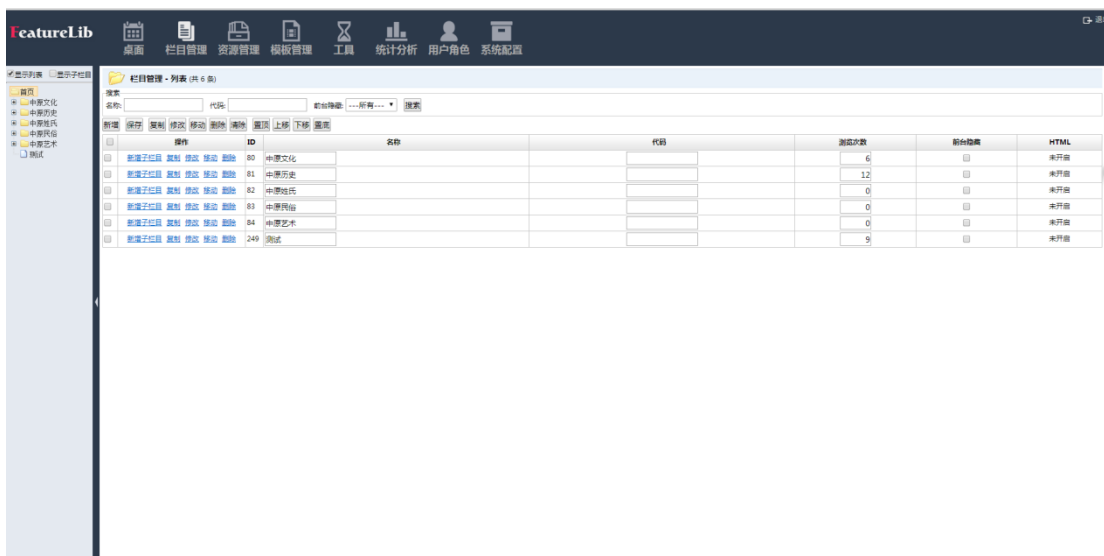 FeatureLib
桌面 栏目管理 资源管理 模板管理 工具 统计分析 用户角色 系统配置
显示列表 显示子栏目
首页
中原文化
中原历史
中原姓氏
中原民俗
中原艺术
测试
栏目管理 - 列表 (共 6 条)
搜索
名称: 代码: 前台隐藏: ---所有--- 搜索
新增 保存 复制 修改 移动 删除 清除 置顶 上移 下移 置底
操作 ID 名称 代码 浏览次数 前台隐藏 HTML
新增子栏目 复制 修改 移动 删除 80 中原文化 6 未开启
新增子栏目 复制 修改 移动 删除 81 中原历史 12 未开启
新增子栏目 复制 修改 移动 删除 82 中原姓氏 0 未开启
新增子栏目 复制 修改 移动 删除 83 中原民俗 0 未开启
新增子栏目 复制 修改 移动 删除 84 中原艺术 0 未开启
新增子栏目 复制 修改 移动 删除 249 测试 9 未开启